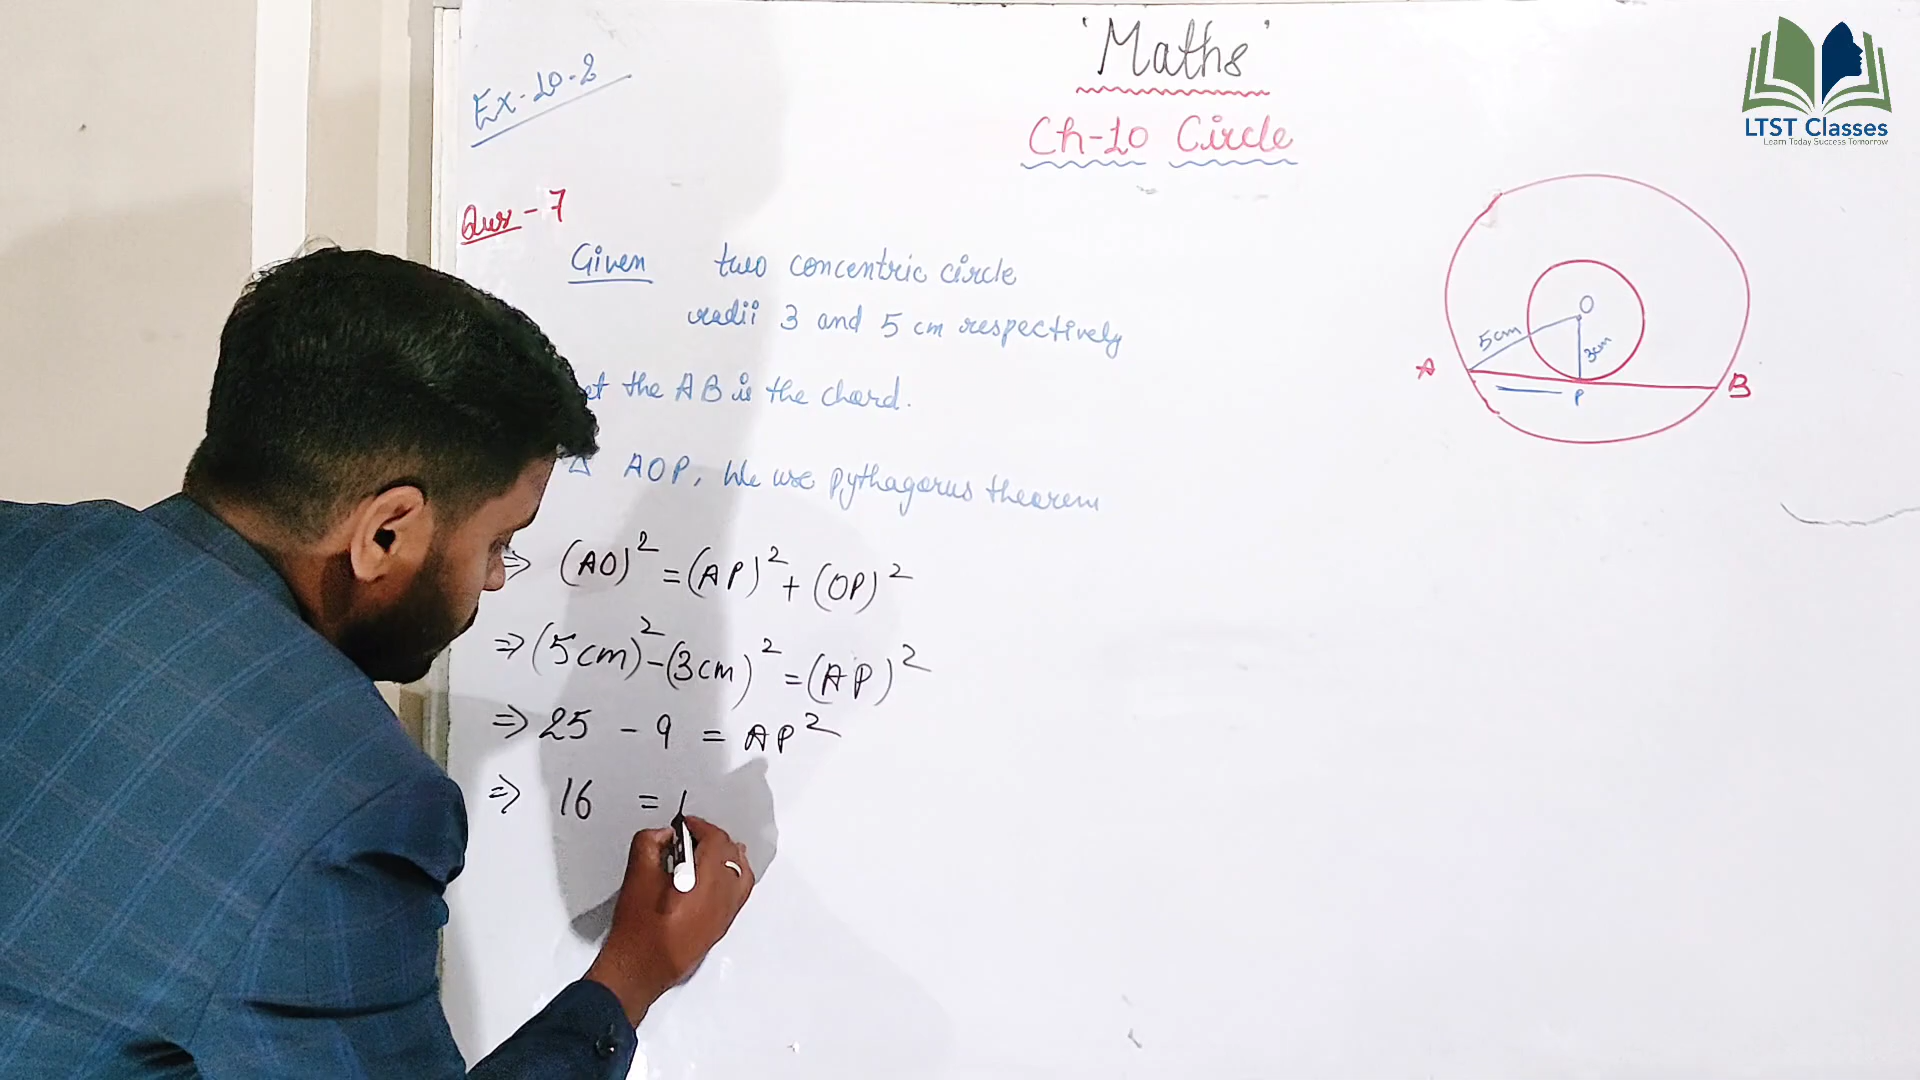 Ex-10-2
'Maths'
Ch-10 Circle
LTST Classes
Learn Today Success Tomorrow
Ques-7
Given two concentric circle
radii 3 and 5 cm respectively
the AB is the chord.
Δ AOP, We use pythagorus theorem
⇒ (AO)² = (AP)² + (OP)²
⇒ (5cm)² - (3cm)² = (AP)²
⇒ 25 - 9 = AP²
⇒ 16 =
O
5cm
3cm
A
P
B